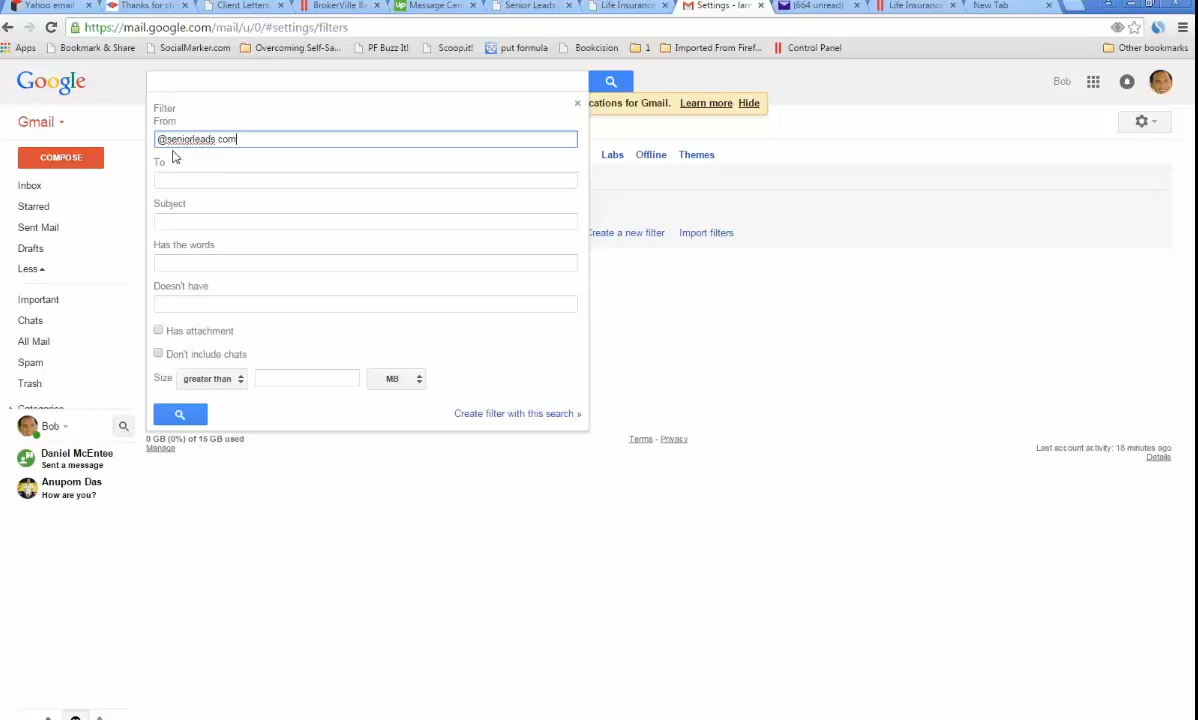 Yahoo email
Thanks for ch
Client Letters
BrokerVille B
Message Cen
Senior Leads
Life Insurance
Settings - lar
(664 unread)
Life Insurance
New Tab
https://mail.google.com/mail/u/0/#settings/filters
Apps
Bookmark & Share
SocialMarker.com
Overcoming Self-Sa...
PF Buzz It!
Scoop.it!
put formula
Bookcision
1
Imported From Firef...
Control Panel
Other bookmarks
Google
Bob
Filter
cations for Gmail. Learn more Hide
From
Gmail
@seniorleads.com
COMPOSE
Labs Offline Themes
To
Inbox
Starred
Subject
Sent Mail
Create a new filter Import filters
Has the words
Drafts
Less
Doesn't have
Important
Chats
Has attachment
All Mail
Don't include chats
Spam
Size greater than MB
Trash
Categories
Create filter with this search »
Bob
0 GB (0%) of 15 GB used
Manage
Terms - Privacy
Last account activity: 18 minutes ago
Details
Daniel McEntee
Sent a message
Anupom Das
How are you?